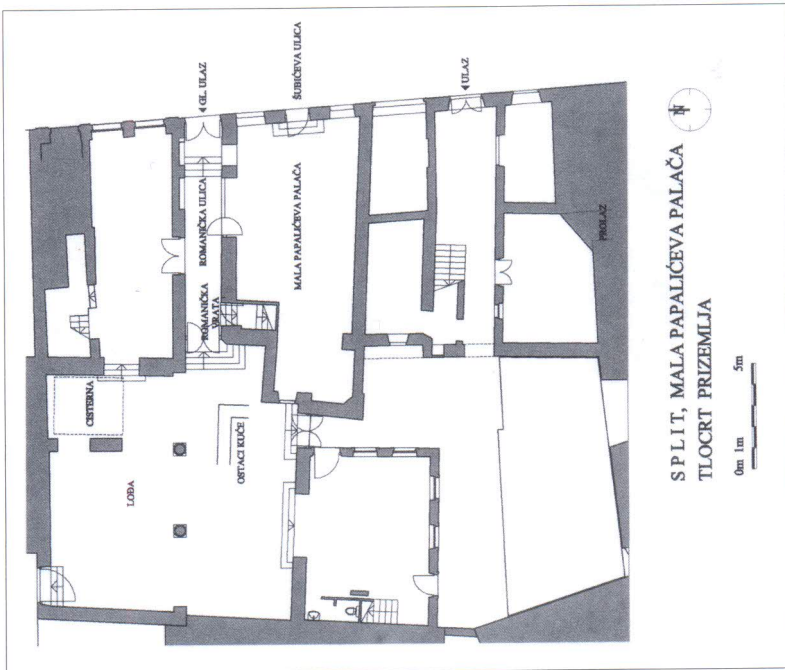 GL. ULAZ
ŠUBIĆEVA ULICA
ULAZ
ROMANIČKA ULICA
ROMANIČKA
VRATA
MALA PAPALIĆEVA PALAČA
CISTERNA
LOĐA
OSTACI KUĆE
PROLAZ
N
SPLIT, MALA PAPALIĆEVA PALAČA
TLOCRT PRIZEMLJA
0m 1m 5m